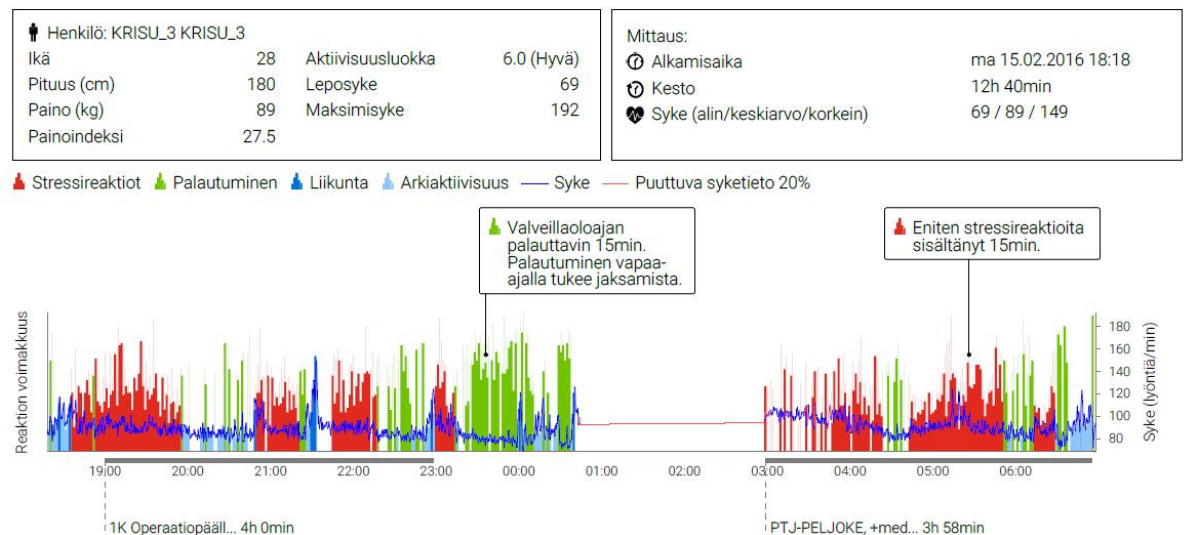 Henkilö: KRISU_3 KRISU_3
Ikä 28 Aktiivisuusluokka 6.0 (Hyvä)
Pituus (cm) 180 Leposyke 69
Paino (kg) 89 Maksimisyke 192
Painoindeksi 27.5
Mittaus:
Alkamisaika ma 15.02.2016 18:18
Kesto 12h 40min
Syke (alin/keskiarvo/korkein) 69 / 89 / 149
Stressireaktiot Palautuminen Liikunta Arkiaktiivisuus Syke Puuttuva syketieto 20%
Valveillaoloajan
palauttavin 15min.
Palautuminen vapaa-
ajalla tukee jaksamista.
Eniten stressireaktioita
sisältänyt 15min.
Reaktion voimakkuus
180
160
140
120
100
80
Syke (lyöntiä/min)
19:00 20:00 21:00 22:00 23:00 00:00 01:00 02:00 03:00 04:00 05:00 06:00
1K Operaatiopääll... 4h 0min
PTJ-PELJOKE, +med... 3h 58min